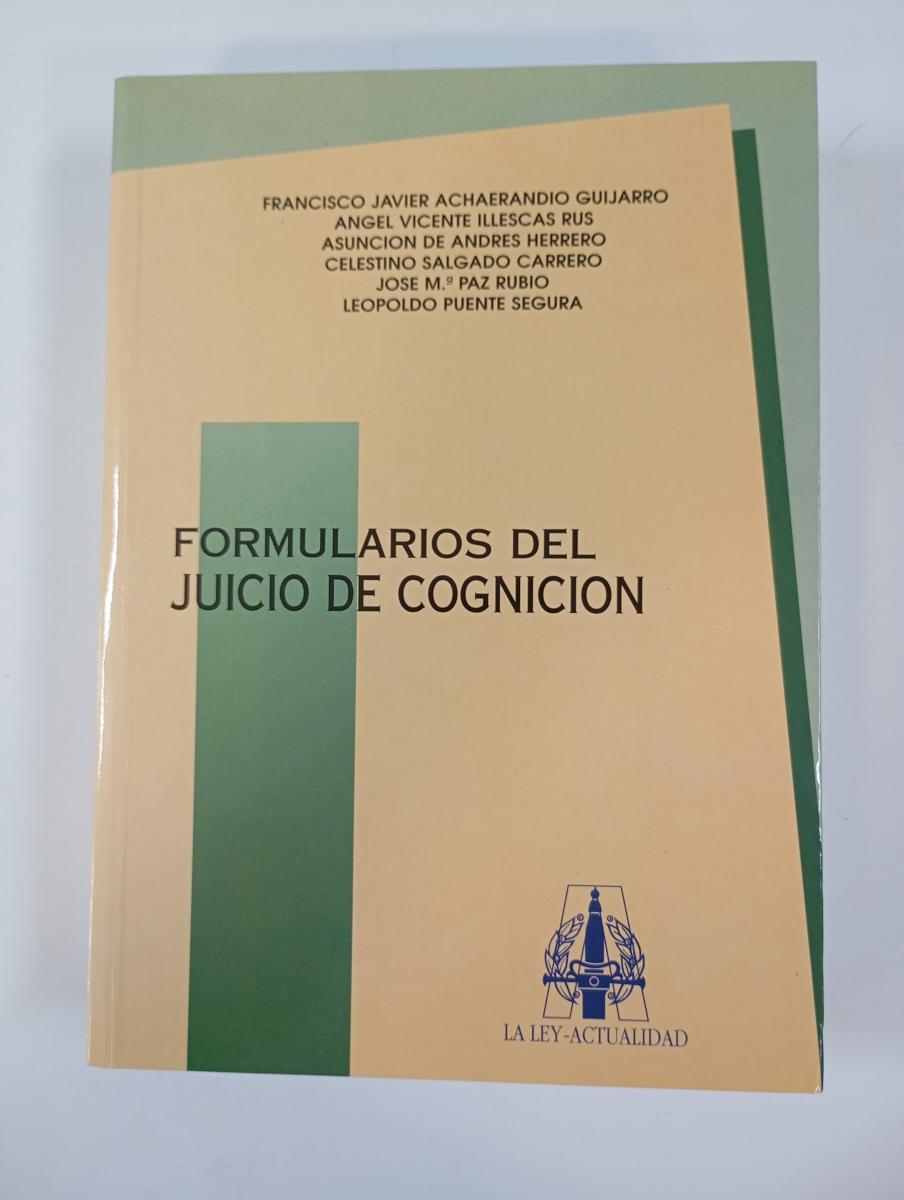 FRANCISCO JAVIER ACHAERANDIO GUIJARRO
ANGEL VICENTE ILLESCAS RUS
ASUNCION DE ANDRES HERRERO
CELESTINO SALGADO CARRERO
JOSE M.ª PAZ RUBIO
LEOPOLDO PUENTE SEGURA
FORMULARIOS DEL
JUICIO DE COGNICION
LA LEY-ACTUALIDAD